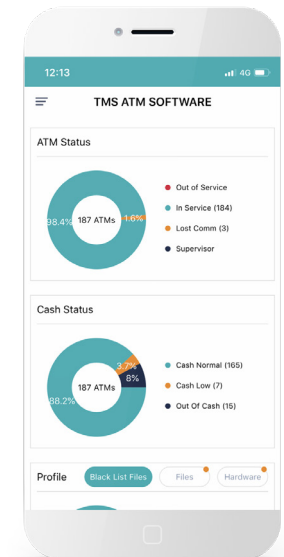 12:13
4G
TMS ATM SOFTWARE
ATM Status
98.4%
187 ATMs
1.6%
Out of Service
In Service (184)
Lost Comm (3)
Supervisor
Cash Status
3.7%
8%
187 ATMs
88.2%
Cash Normal (165)
Cash Low (7)
Out Of Cash (15)
Profile
Black List Files
Files
Hardware